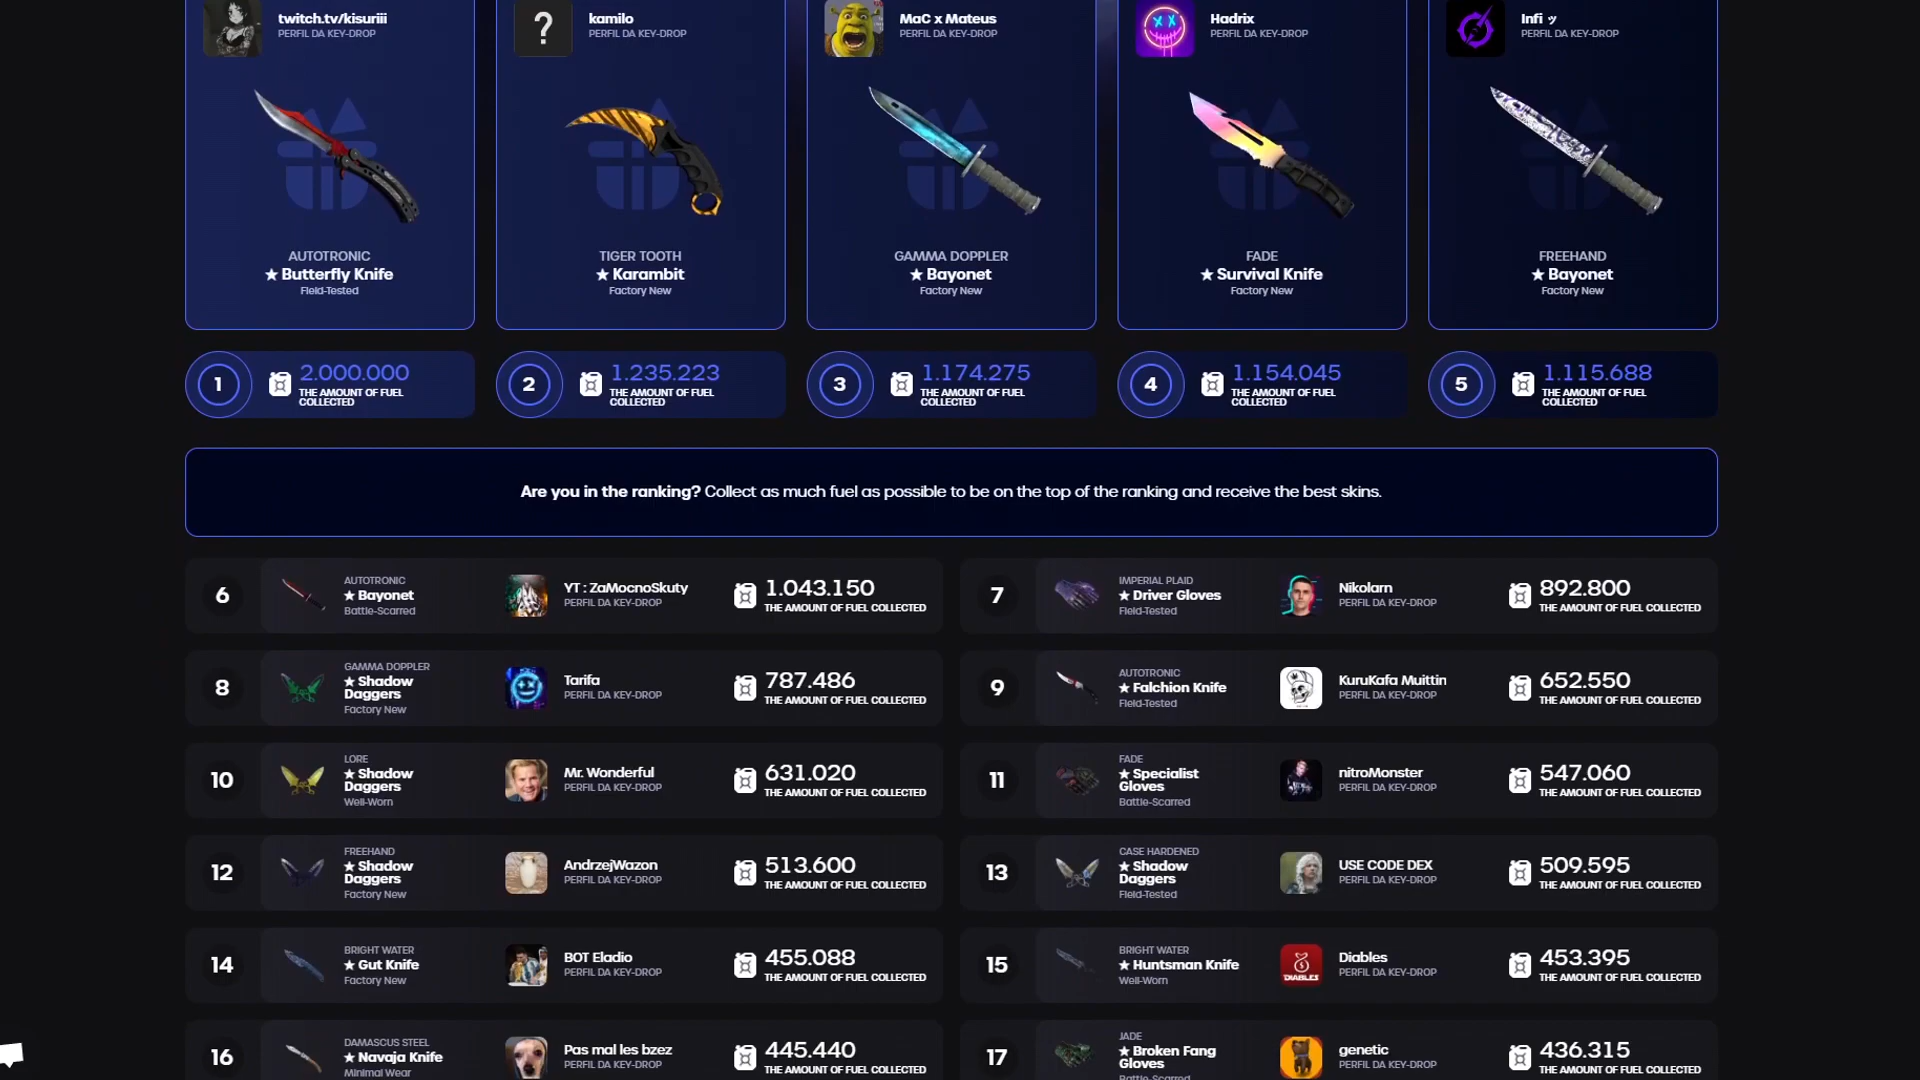 twitch.tv/kisuriii
PERFIL DA KEY-DROP
kamilo
PERFIL DA KEY-DROP
MaC x Mateus
PERFIL DA KEY-DROP
Hadrix
PERFIL DA KEY-DROP
Infi ッ
PERFIL DA KEY-DROP
?
AUTOTRONIC
★ Butterfly Knife
Field-Tested
TIGER TOOTH
★ Karambit
Factory New
GAMMA DOPPLER
★ Bayonet
Factory New
FADE
★ Survival Knife
Factory New
FREEHAND
★ Bayonet
Factory New
1
2.000.000
THE AMOUNT OF FUEL
COLLECTED
2
1.235.223
THE AMOUNT OF FUEL
COLLECTED
3
1.174.275
THE AMOUNT OF FUEL
COLLECTED
4
1.154.045
THE AMOUNT OF FUEL
COLLECTED
5
1.115.688
THE AMOUNT OF FUEL
COLLECTED
Are you in the ranking? Collect as much fuel as possible to be on the top of the ranking and receive the best skins.
6
AUTOTRONIC
★ Bayonet
Battle-Scarred
YT : ZaMocnoSkuty
PERFIL DA KEY-DROP
1.043.150
THE AMOUNT OF FUEL COLLECTED
7
IMPERIAL PLAID
★ Driver Gloves
Field-Tested
Nikolarn
PERFIL DA KEY-DROP
892.800
THE AMOUNT OF FUEL COLLECTED
8
GAMMA DOPPLER
★ Shadow
Daggers
Factory New
Tarifa
PERFIL DA KEY-DROP
787.486
THE AMOUNT OF FUEL COLLECTED
9
AUTOTRONIC
★ Falchion Knife
Field-Tested
KuruKafa Muittin
PERFIL DA KEY-DROP
652.550
THE AMOUNT OF FUEL COLLECTED
10
LORE
★ Shadow
Daggers
Well-Worn
Mr. Wonderful
PERFIL DA KEY-DROP
631.020
THE AMOUNT OF FUEL COLLECTED
11
FADE
★ Specialist
Gloves
Battle-Scarred
nitroMonster
PERFIL DA KEY-DROP
547.060
THE AMOUNT OF FUEL COLLECTED
12
FREEHAND
★ Shadow
Daggers
Factory New
AndrzejWazon
PERFIL DA KEY-DROP
513.600
THE AMOUNT OF FUEL COLLECTED
13
CASE HARDENED
★ Shadow
Daggers
Field-Tested
USE CODE DEX
PERFIL DA KEY-DROP
509.595
THE AMOUNT OF FUEL COLLECTED
14
BRIGHT WATER
★ Gut Knife
Factory New
BOT Eladio
PERFIL DA KEY-DROP
455.088
THE AMOUNT OF FUEL COLLECTED
15
BRIGHT WATER
★ Huntsman Knife
Well-Worn
DIABLES
Diables
PERFIL DA KEY-DROP
453.395
THE AMOUNT OF FUEL COLLECTED
16
DAMASCUS STEEL
★ Navaja Knife
Minimal Wear
Pas mal les bzez
PERFIL DA KEY-DROP
445.440
THE AMOUNT OF FUEL COLLECTED
17
JADE
★ Broken Fang
Gloves
Battle-Scarred
genetic
PERFIL DA KEY-DROP
436.315
THE AMOUNT OF FUEL COLLECTED